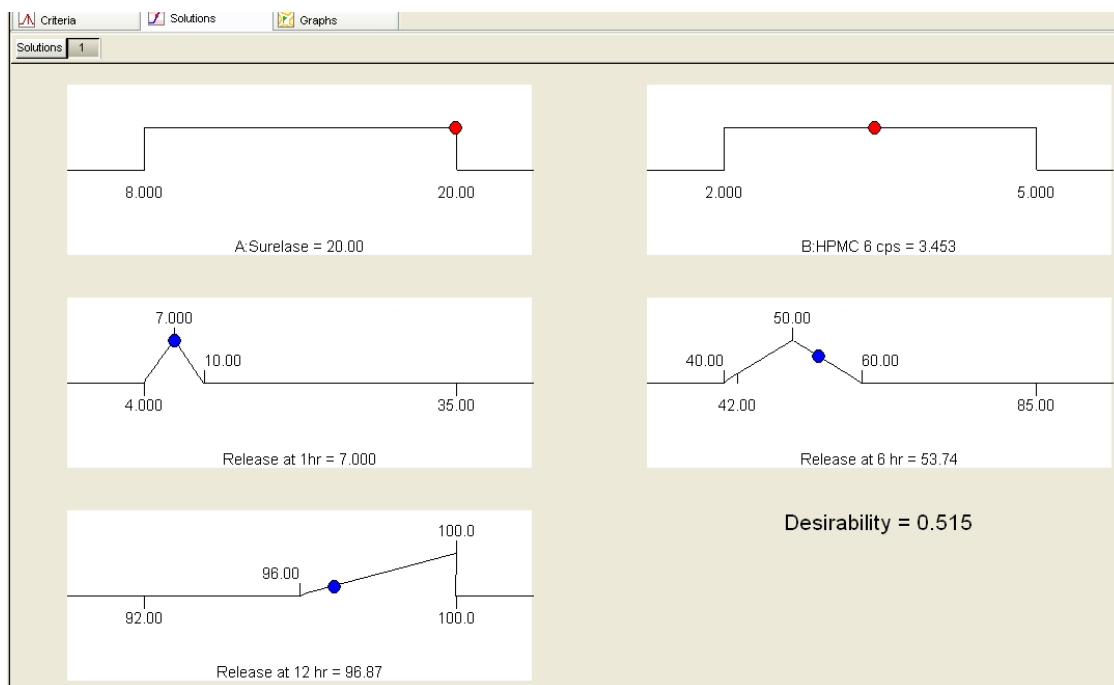 Criteria Solutions Graphs
Solutions 1
8.000 20.00
A:Surelase = 20.00
2.000 5.000
B:HPMC 6 cps = 3.453
7.000
10.00
4.000 35.00
Release at 1hr = 7.000
50.00
40.00 60.00
42.00 85.00
Release at 6 hr = 53.74
100.0
96.00
92.00 100.0
Release at 12 hr = 96.87
Desirability = 0.515